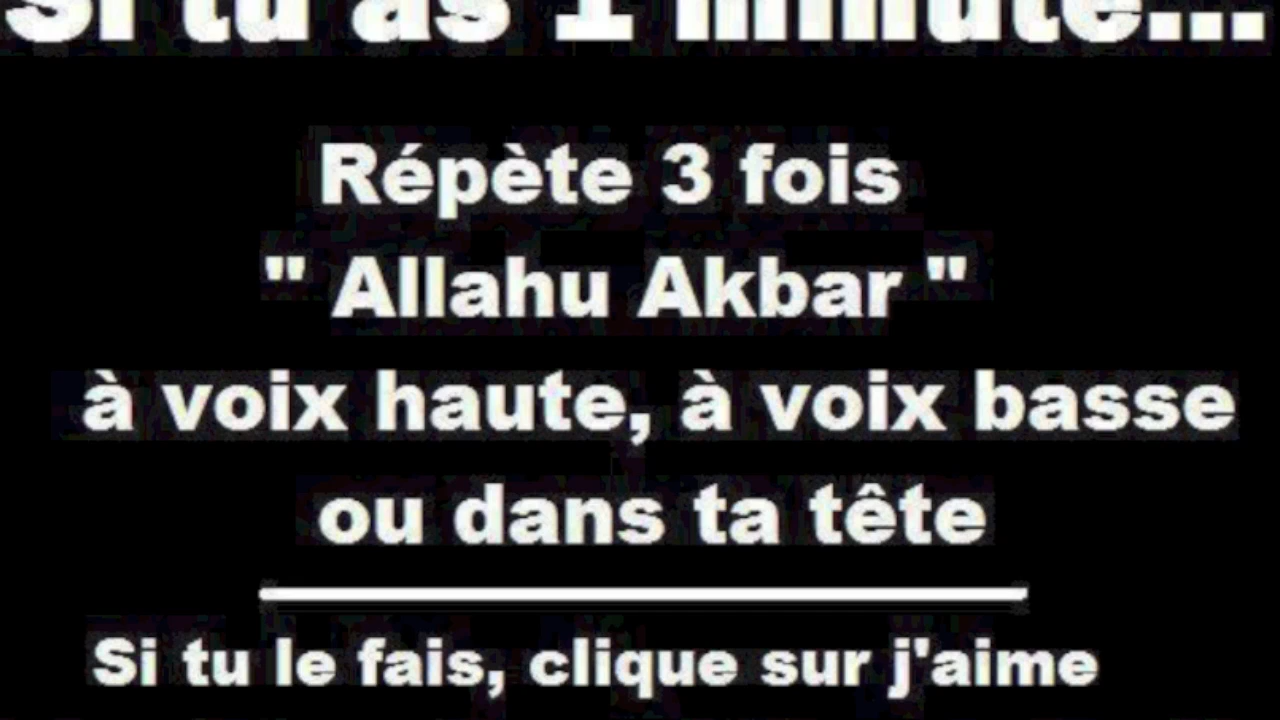 Si tu as 1 minute...
Répète 3 fois
" Allahu Akbar "
à voix haute, à voix basse
ou dans ta tête
Si tu le fais, clique sur j'aime